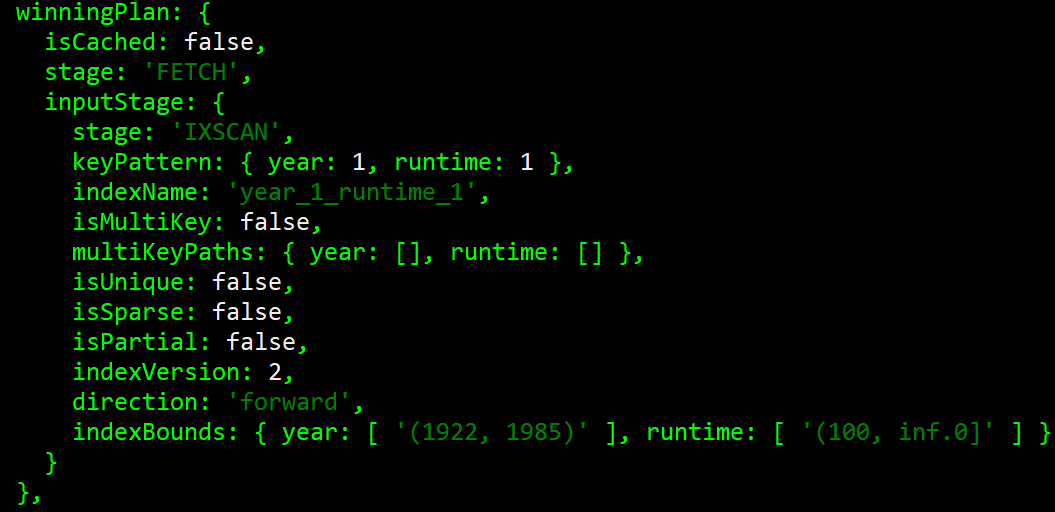 winningPlan: {
  isCached: false,
  stage: 'FETCH',
  inputStage: {
    stage: 'IXSCAN',
    keyPattern: { year: 1, runtime: 1 },
    indexName: 'year_1_runtime_1',
    isMultiKey: false,
    multiKeyPaths: { year: [], runtime: [] },
    isUnique: false,
    isSparse: false,
    isPartial: false,
    indexVersion: 2,
    direction: 'forward',
    indexBounds: { year: [ '(1922, 1985)' ], runtime: [ '(100, inf.0]' ] }
  }
},